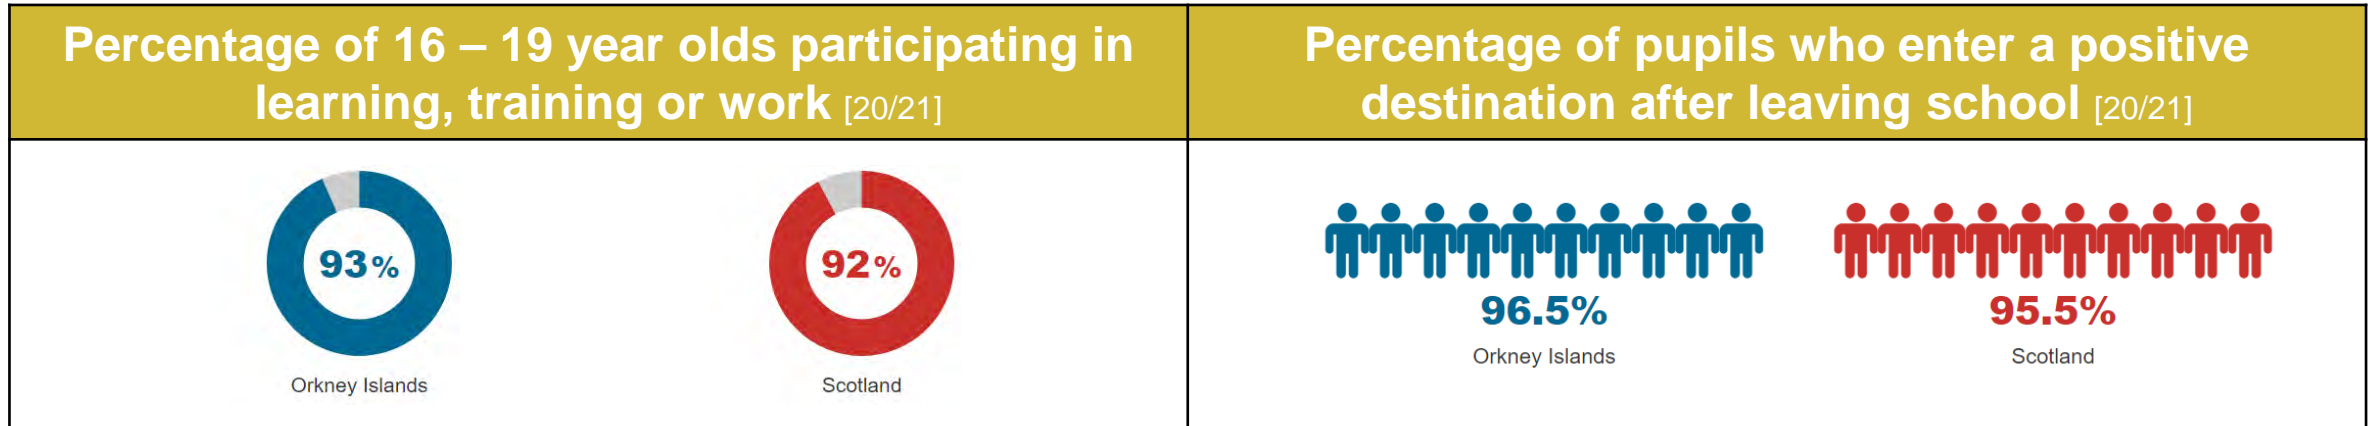 Percentage of 16 – 19 year olds participating in
learning, training or work [20/21]
Percentage of pupils who enter a positive
destination after leaving school [20/21]
93%
Orkney Islands
92%
Scotland
96.5%
Orkney Islands
95.5%
Scotland